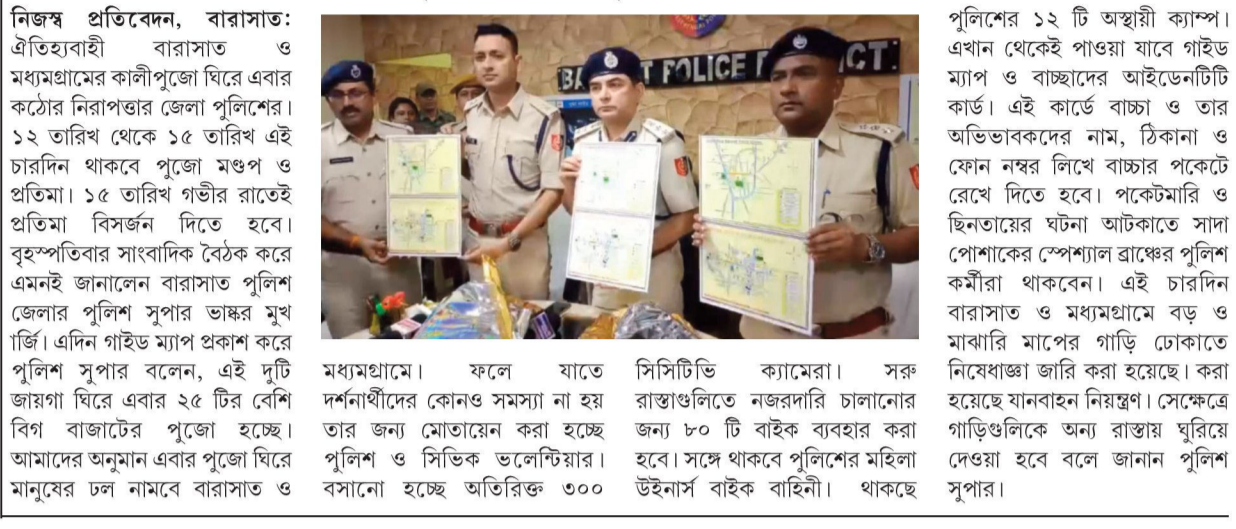 নিজস্ব প্রতিবেদন, বারাসাত:
ঐতিহ্যবাহী বারাসাত ও
মধ্যমগ্রামের কালীপুজো ঘিরে এবার
কঠোর নিরাপত্তার জেলা পুলিশের।
১২ তারিখ থেকে ১৫ তারিখ এই
চারদিন থাকবে পুজো মণ্ডপ ও
প্রতিমা। ১৫ তারিখ গভীর রাতেই
প্রতিমা বিসর্জন দিতে হবে।
বৃহস্পতিবার সাংবাদিক বৈঠক করে
এমনই জানালেন বারাসাত পুলিশ
জেলার পুলিশ সুপার ভাস্কর মুখ
ার্জি। এদিন গাইড ম্যাপ প্রকাশ করে
পুলিশ সুপার বলেন, এই দুটি
জায়গা ঘিরে এবার ২৫ টির বেশি
বিগ বাজাটের পুজো হচ্ছে।
আমাদের অনুমান এবার পুজো ঘিরে
মানুষের ঢল নামবে বারাসাত ও
POLICE
মধ্যমগ্রামে। ফলে যাতে
দর্শনার্থীদের কোনও সমস্যা না হয়
তার জন্য মোতায়েন করা হচ্ছে
পুলিশ ও সিভিক ভলেন্টিয়ার।
বসানো হচ্ছে অতিরিক্ত ৩০০
সিসিটিভি ক্যামেরা। সরু
রাস্তাগুলিতে নজরদারি চালানোর
জন্য ৮০ টি বাইক ব্যবহার করা
হবে। সঙ্গে থাকবে পুলিশের মহিলা
উইনার্স বাইক বাহিনী। থাকছে
পুলিশের ১২ টি অস্থায়ী ক্যাম্প।
এখান থেকেই পাওয়া যাবে গাইড
ম্যাপ ও বাচ্ছাদের আইডেনটিটি
কার্ড। এই কার্ডে বাচ্চা ও তার
অভিভাবকদের নাম, ঠিকানা ও
ফোন নম্বর লিখে বাচ্চার পকেটে
রেখে দিতে হবে। পকেটমারি ও
ছিনতায়ের ঘটনা আটকাতে সাদা
পোশাকের স্পেশ্যাল ব্রাঞ্চের পুলিশ
কর্মীরা থাকবেন। এই চারদিন
বারাসাত ও মধ্যমগ্রামে বড় ও
মাঝারি মাপের গাড়ি ঢোকাতে
নিষেধাজ্ঞা জারি করা হয়েছে। করা
হয়েছে যানবাহন নিয়ন্ত্রণ। সেক্ষেত্রে
গাড়িগুলিকে অন্য রাস্তায় ঘুরিয়ে
দেওয়া হবে বলে জানান পুলিশ
সুপার।